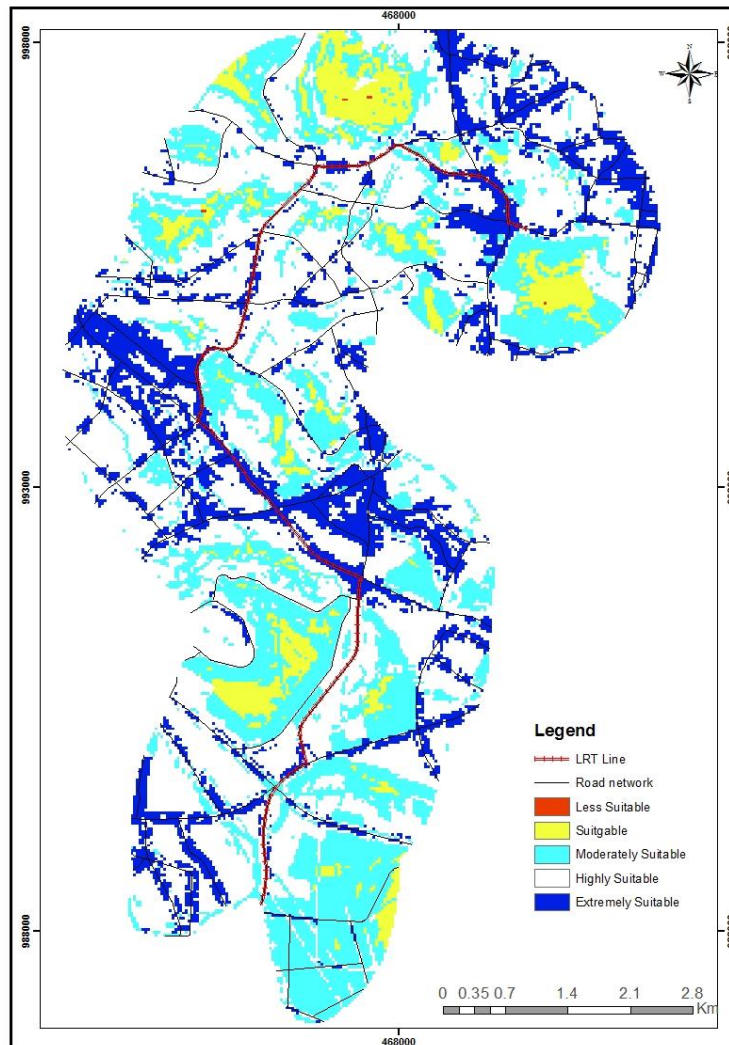 468000
998000
993000
988000
Legend
LRT Line
Road network
Less Suitable
Suitgable
Moderately Suitable
Highly Suitable
Extremely Suitable
0 0.35 0.7 1.4 2.1 2.8
Km
468000